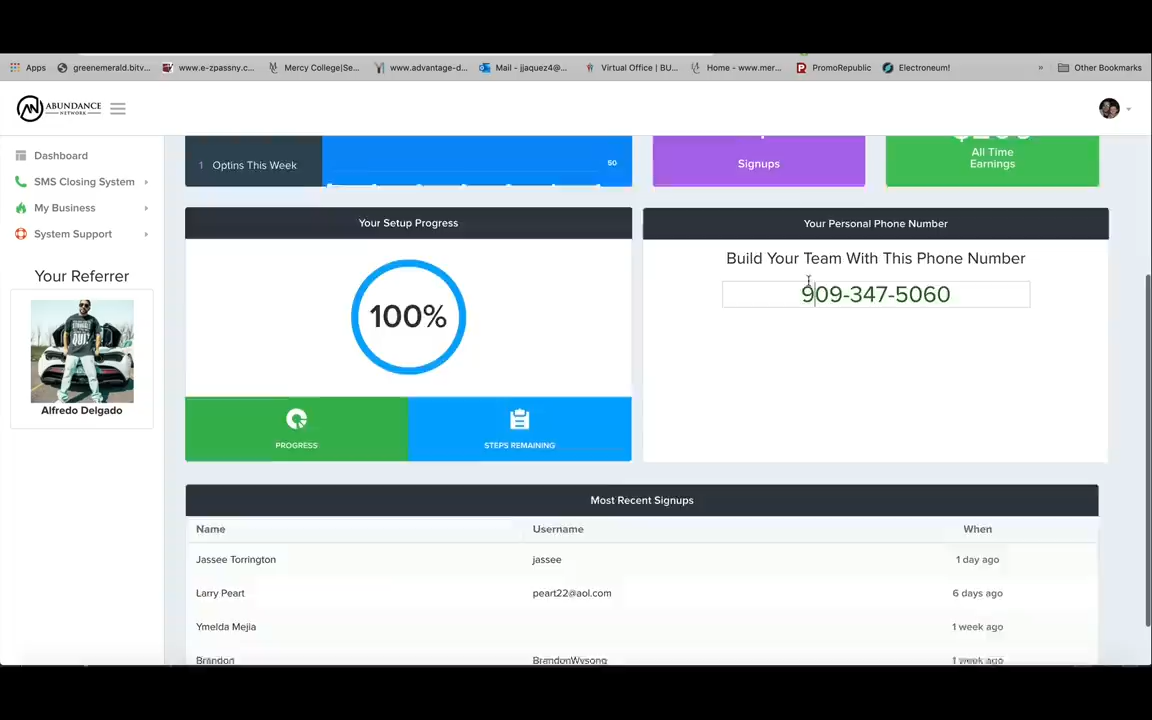 Apps greenemerald.bitv... www.e-zpassny.c... Mercy College|Se... www.advantage-d... Mail - jjaquez4@... Virtual Office | BU... Home - www.mer... PromoRepublic Electroneum! » Other Bookmarks
ABUNDANCE
NETWORK
Dashboard
SMS Closing System
My Business
System Support
Your Referrer
Alfredo Delgado
1 Optins This Week
50
Signups
All Time
Earnings
Your Setup Progress
100%
PROGRESS
STEPS REMAINING
Your Personal Phone Number
Build Your Team With This Phone Number
909-347-5060
Most Recent Signups
Name Username When
Jassee Torrington jassee 1 day ago
Larry Peart peart22@aol.com 6 days ago
Ymelda Mejia 1 week ago
Brandon BrandonWysong 1 week ago